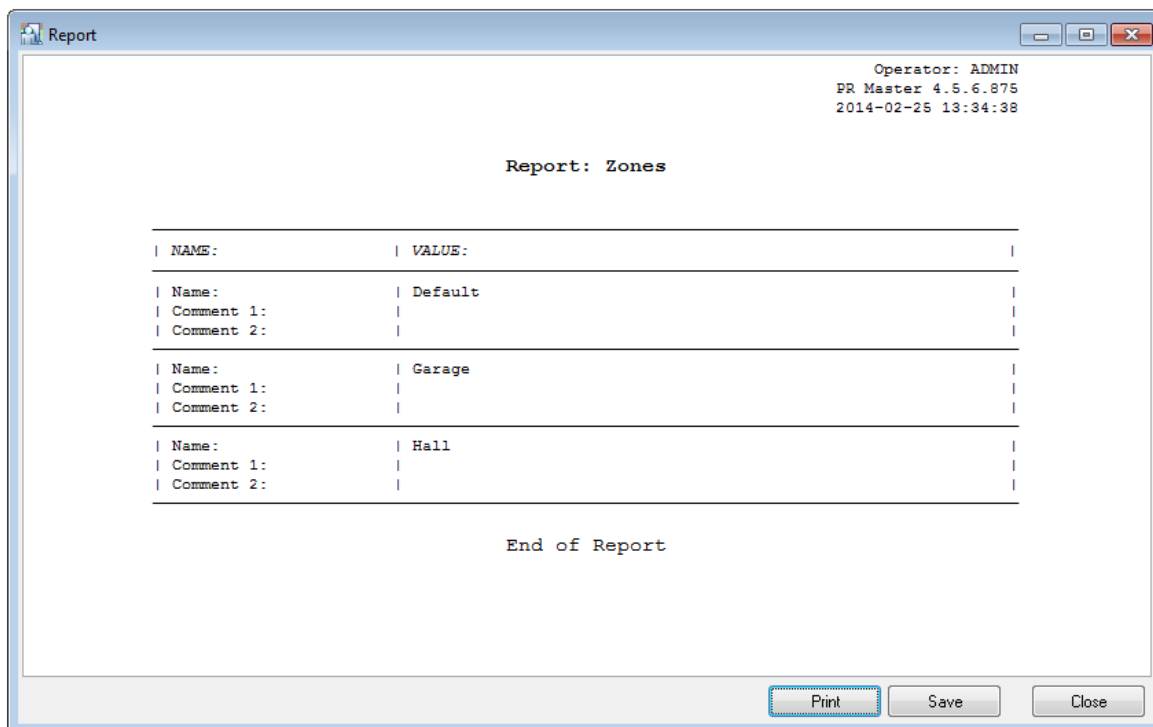 Report
Operator: ADMIN
PR Master 4.5.6.875
2014-02-25 13:34:38
Report: Zones
| NAME: | VALUE: |
| Name: | Default |
| Comment 1: | |
| Comment 2: | |
| Name: | Garage |
| Comment 1: | |
| Comment 2: | |
| Name: | Hall |
| Comment 1: | |
| Comment 2: | |
End of Report
Print Save Close